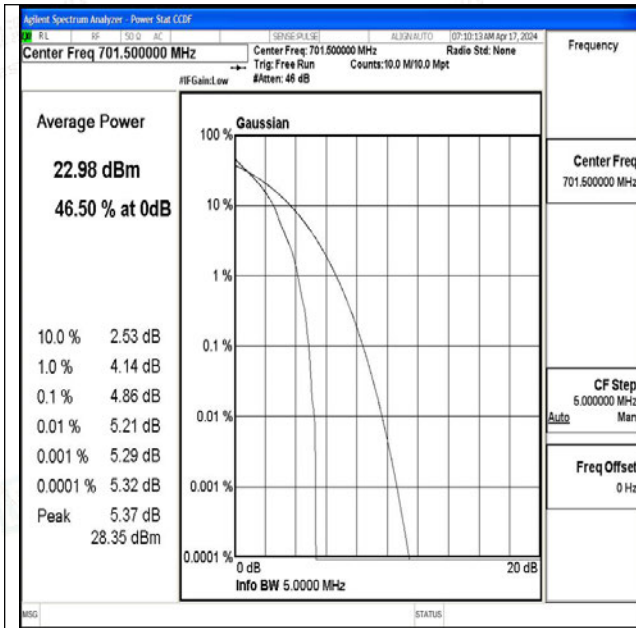 Agilent Spectrum Analyzer - Power Stat CCDF
RL RF 50 Ω AC SENSE:PULSE ALIGN AUTO 07:10:13 AM Apr 17, 2024
Center Freq 701.500000 MHz
Center Freq: 701.500000 MHz Radio Std: None
Trig: Free Run Counts:10.0 M/10.0 Mpt
#IFGain:Low #Atten: 46 dB
Frequency
Average Power
22.98 dBm
46.50 % at 0dB
10.0 % 2.53 dB
1.0 % 4.14 dB
0.1 % 4.86 dB
0.01 % 5.21 dB
0.001 % 5.29 dB
0.0001 % 5.32 dB
Peak 5.37 dB
28.35 dBm
Gaussian
100 %
10 %
1 %
0.1 %
0.01 %
0.001 %
0.0001 %
0 dB 20 dB
Info BW 5.0000 MHz
Center Freq
701.500000 MHz
CF Step
5.000000 MHz
Auto Man
Freq Offset
0 Hz
MSG STATUS